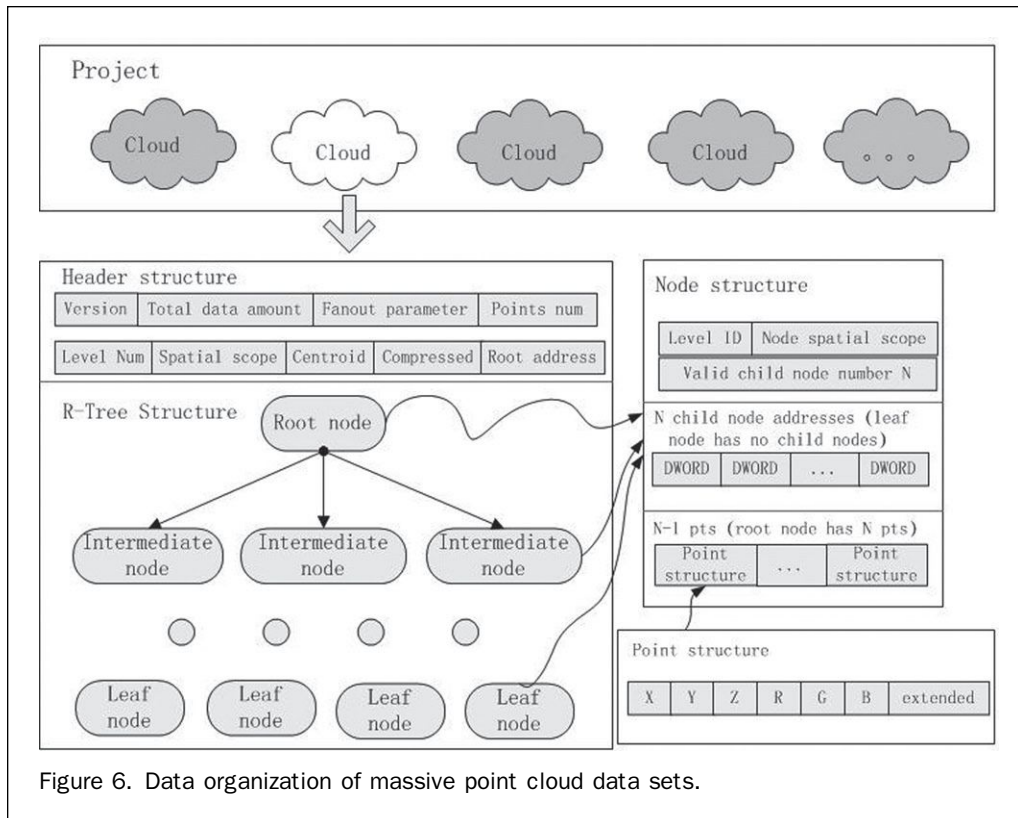 Project
Cloud
Cloud
Cloud
Cloud
Header structure
Version Total data amount Fanout parameter Points num
Level Num Spatial scope Centroid Compressed Root address
R-Tree Structure
Root node
Intermediate
node
Intermediate
node
Intermediate
node
Leaf
node
Leaf
node
Leaf
node
Leaf
node
Node structure
Level ID Node spatial scope
Valid child node number N
N child node addresses (leaf
node has no child nodes)
DWORD DWORD ... DWORD
N-1 pts (root node has N pts)
Point
structure
...
Point
structure
Point structure
X Y Z R G B extended
Figure 6. Data organization of massive point cloud data sets.